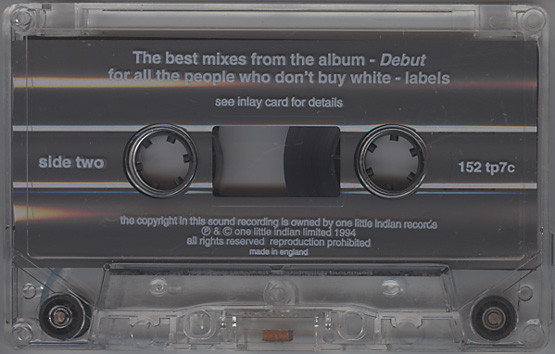 The best mixes from the album - Debut
for all the people who don't buy white - labels
see inlay card for details
side two
152 tp7c
the copyright in this sound recording is owned by one little indian records
℗ & © one little indian limited 1994
all rights reserved reproduction prohibited
made in england